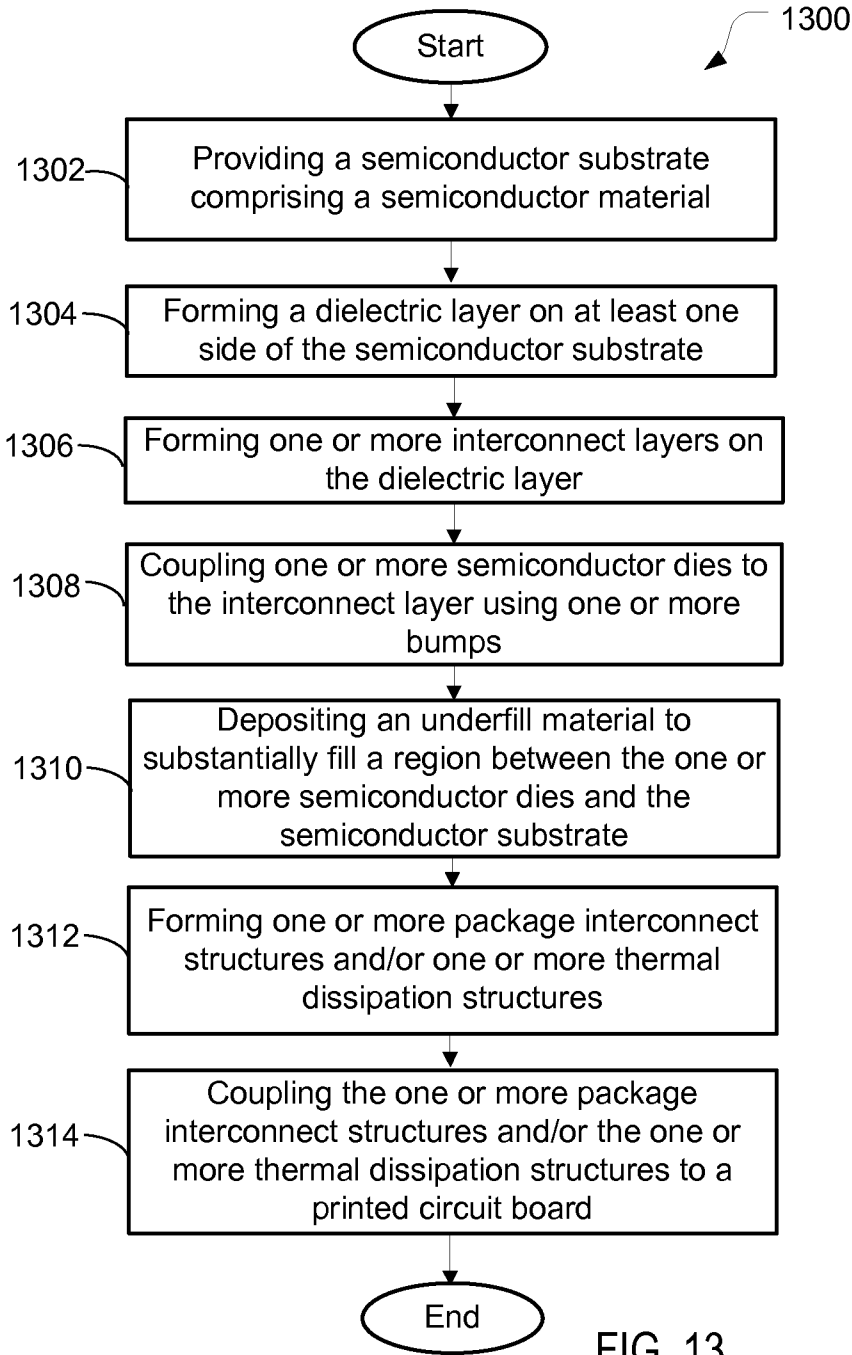 Start
1300
1302
Providing a semiconductor substrate
comprising a semiconductor material
1304
Forming a dielectric layer on at least one
side of the semiconductor substrate
1306
Forming one or more interconnect layers on
the dielectric layer
1308
Coupling one or more semiconductor dies to
the interconnect layer using one or more
bumps
1310
Depositing an underfill material to
substantially fill a region between the one or
more semiconductor dies and the
semiconductor substrate
1312
Forming one or more package interconnect
structures and/or one or more thermal
dissipation structures
1314
Coupling the one or more package
interconnect structures and/or the one or
more thermal dissipation structures to a
printed circuit board
End
FIG. 13